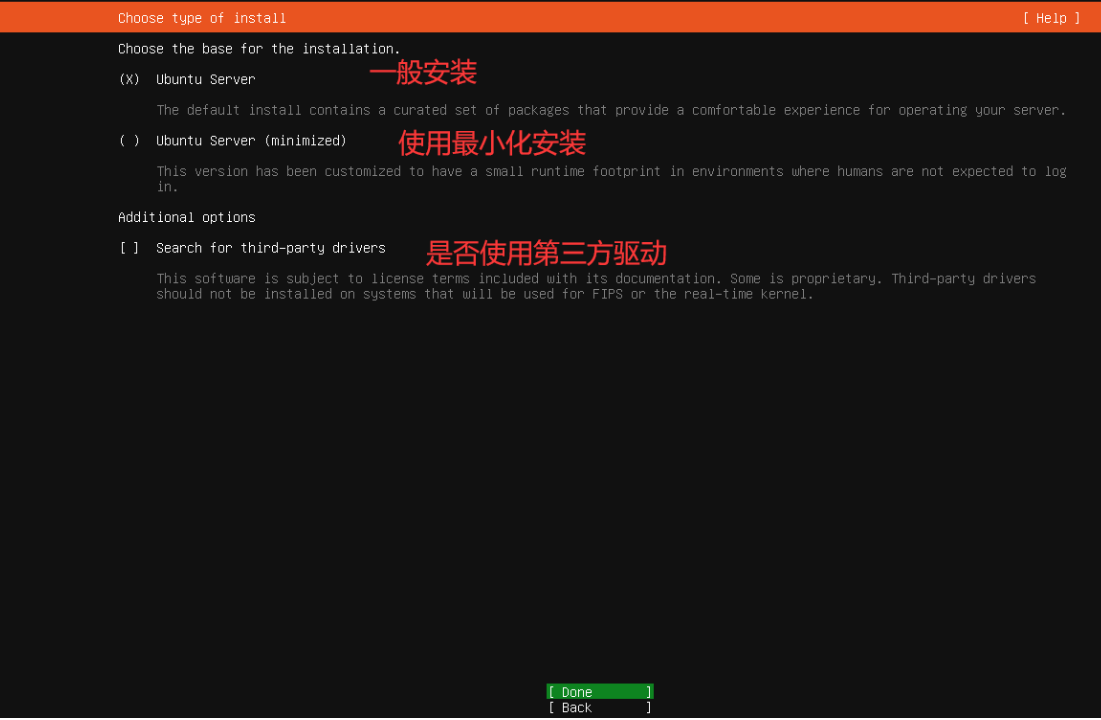 Choose type of install [ Help ]
Choose the base for the installation.
(X) Ubuntu Server 一般安装
The default install contains a curated set of packages that provide a comfortable experience for operating your server.
( ) Ubuntu Server (minimized) 使用最小化安装
This version has been customized to have a small runtime footprint in environments where humans are not expected to log
in.
Additional options
[ ] Search for third-party drivers 是否使用第三方驱动
This software is subject to license terms included with its documentation. Some is proprietary. Third-party drivers
should not be installed on systems that will be used for FIPS or the real-time kernel.
[ Done ]
[ Back ]